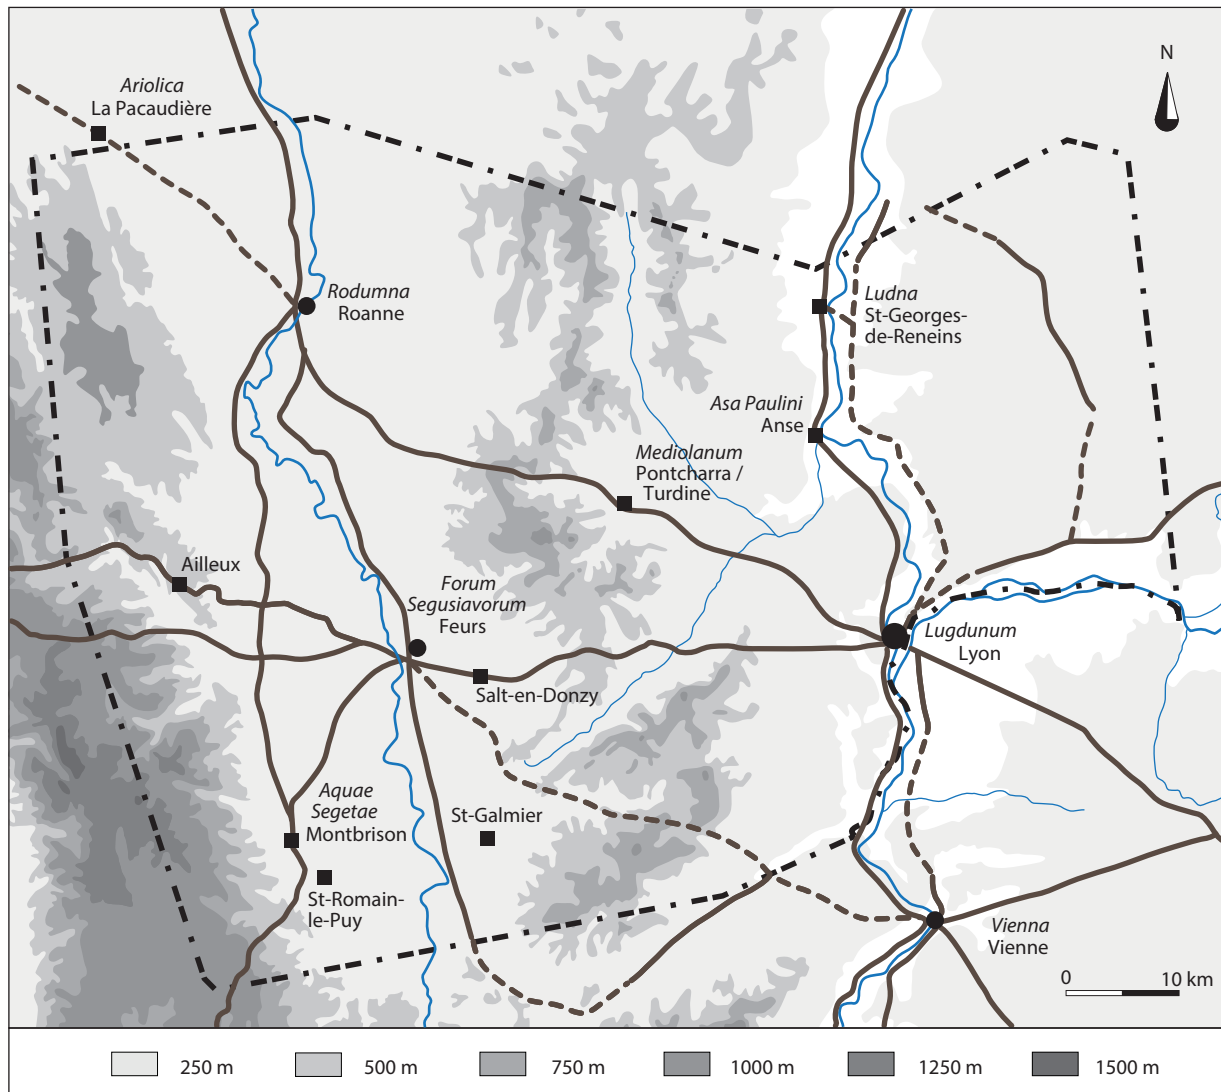 N
Ariolica
La Pacaudière
Rodumna
Roanne
Ludna
St-Georges-
de-Reneins
Asa Paulini
Anse
Mediolanum
Pontcharra /
Turdine
Ailleux
Forum
Segusiavorum
Feurs
Lugdunum
Lyon
Salt-en-Donzy
Aquae
Segetae
Montbrison
St-Galmier
St-Romain-
le-Puy
Vienna
Vienne
0 10 km
250 m 500 m 750 m 1000 m 1250 m 1500 m